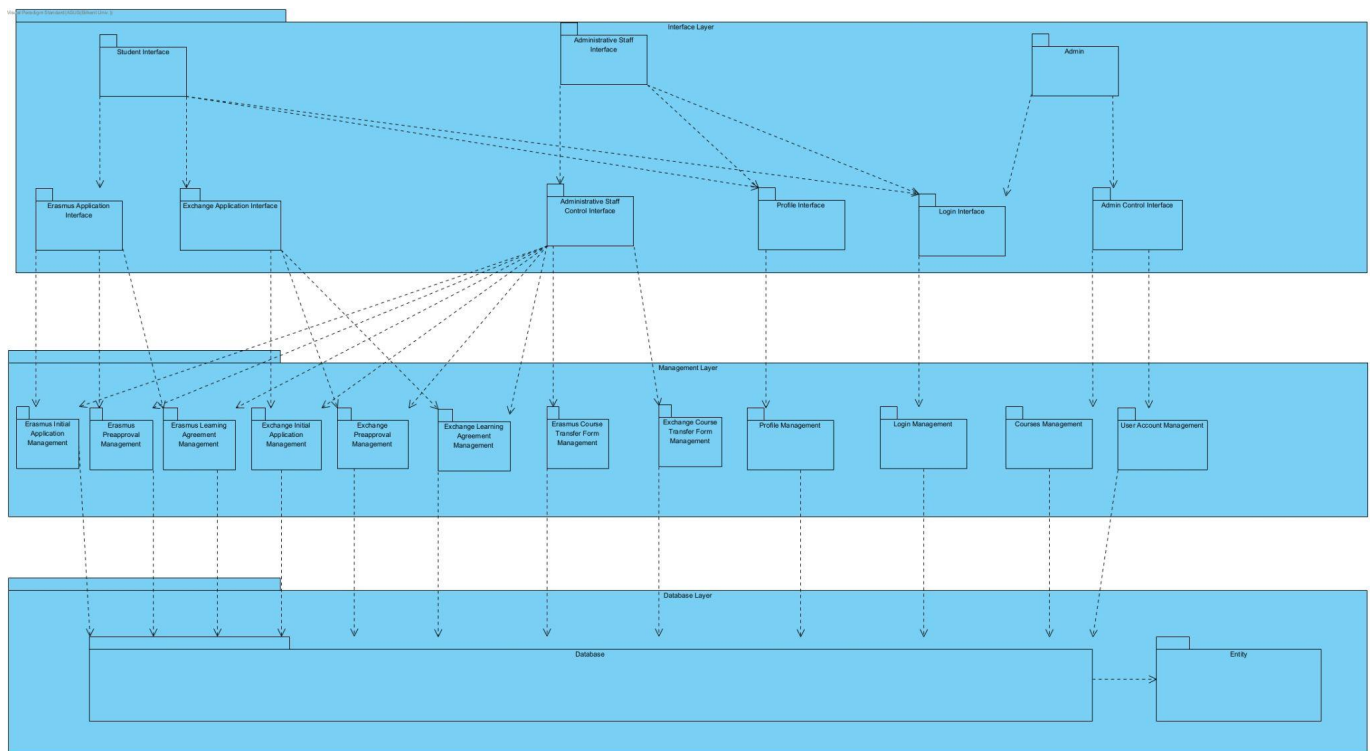 Interface Layer
Student Interface
Administrative Staff
Interface
Admin
Erasmus Application
Interface
Exchange Application Interface
Administrative Staff
Control Interface
Profile Interface
Login Interface
Admin Control Interface
Management Layer
Erasmus Initial
Application
Management
Erasmus
Preapproval
Management
Erasmus Learning
Agreement
Management
Exchange Initial
Application
Management
Exchange
Preapproval
Management
Exchange Learning
Agreement
Management
Erasmus Course
Transfer Form
Management
Exchange Course
Transfer Form
Management
Profile Management
Login Management
Courses Management
User Account Management
Database Layer
Database
Entity